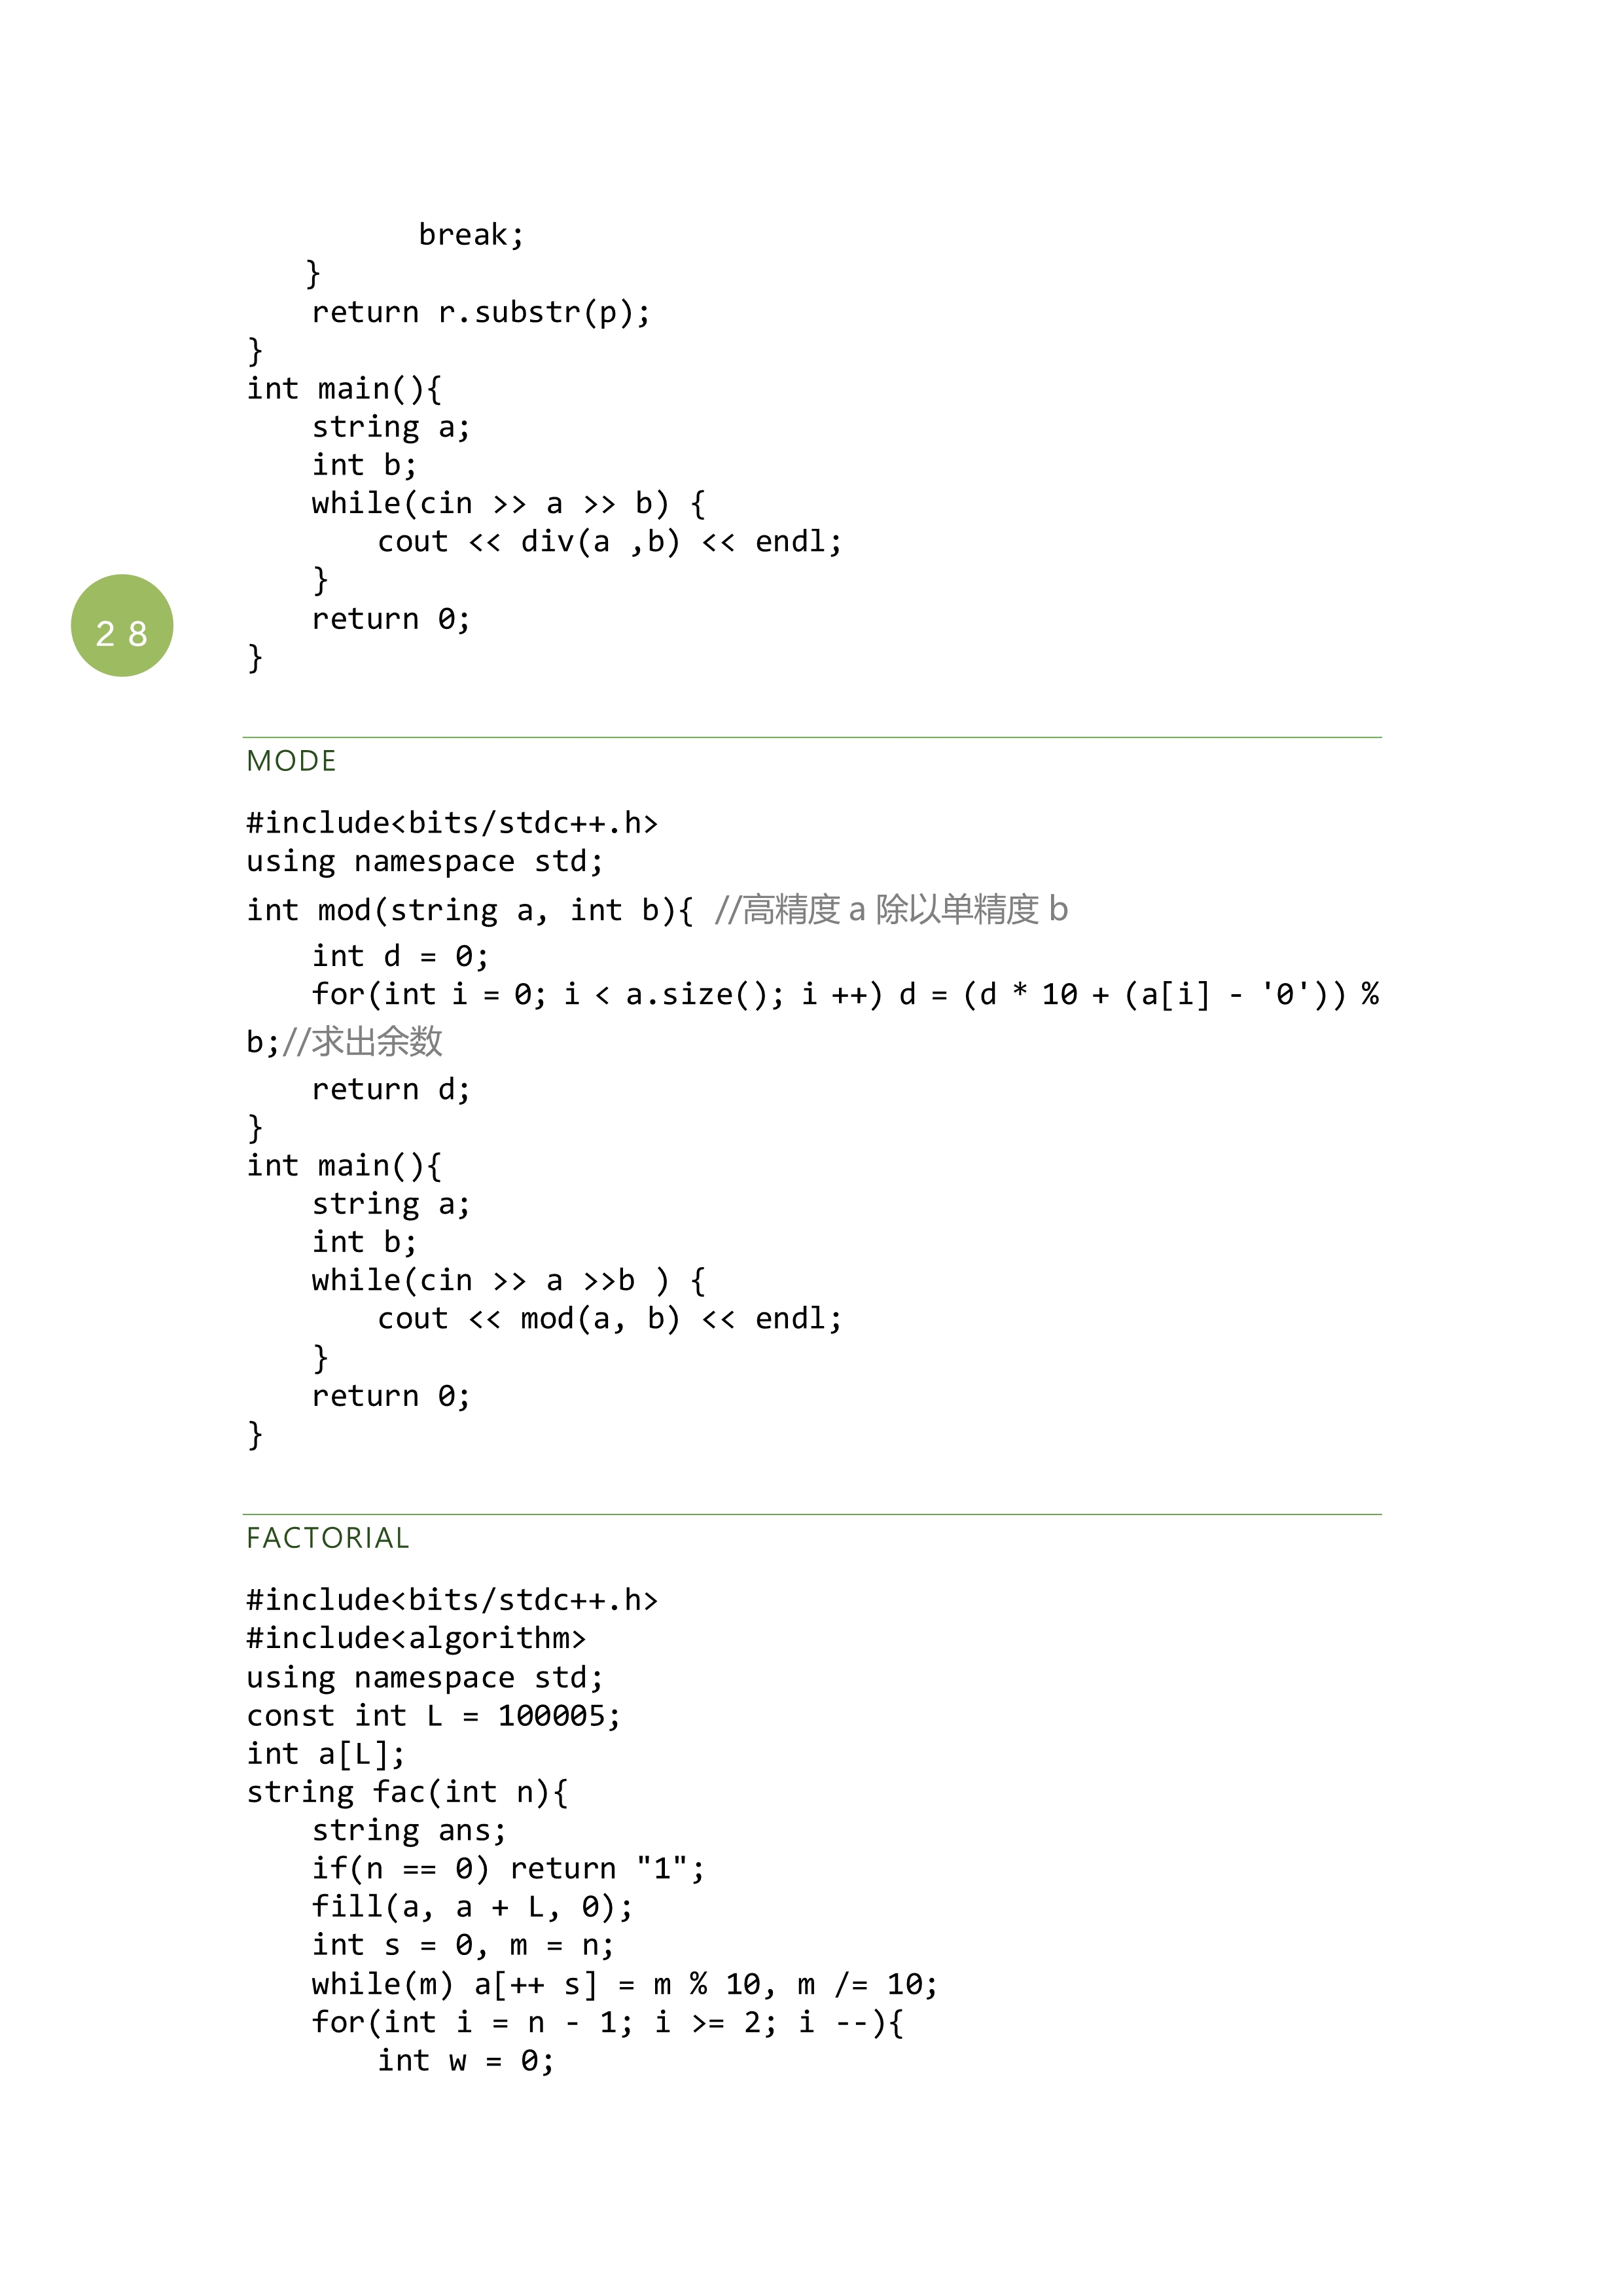 break;
}
return r.substr(p);
}
int main(){
string a;
int b;
while(cin >> a >> b) {
cout << div(a ,b) << endl;
}
return 0;
}
28
MODE
#include<bits/stdc++.h>
using namespace std;
int mod(string a, int b){ //高精度 a 除以单精度 b
int d = 0;
for(int i = 0; i < a.size(); i ++) d = (d * 10 + (a[i] - '0')) %
b;//求出余数
return d;
}
int main(){
string a;
int b;
while(cin >> a >>b ) {
cout << mod(a, b) << endl;
}
return 0;
}
FACTORIAL
#include<bits/stdc++.h>
#include<algorithm>
using namespace std;
const int L = 100005;
int a[L];
string fac(int n){
string ans;
if(n == 0) return "1";
fill(a, a + L, 0);
int s = 0, m = n;
while(m) a[++ s] = m % 10, m /= 10;
for(int i = n - 1; i >= 2; i --){
int w = 0;